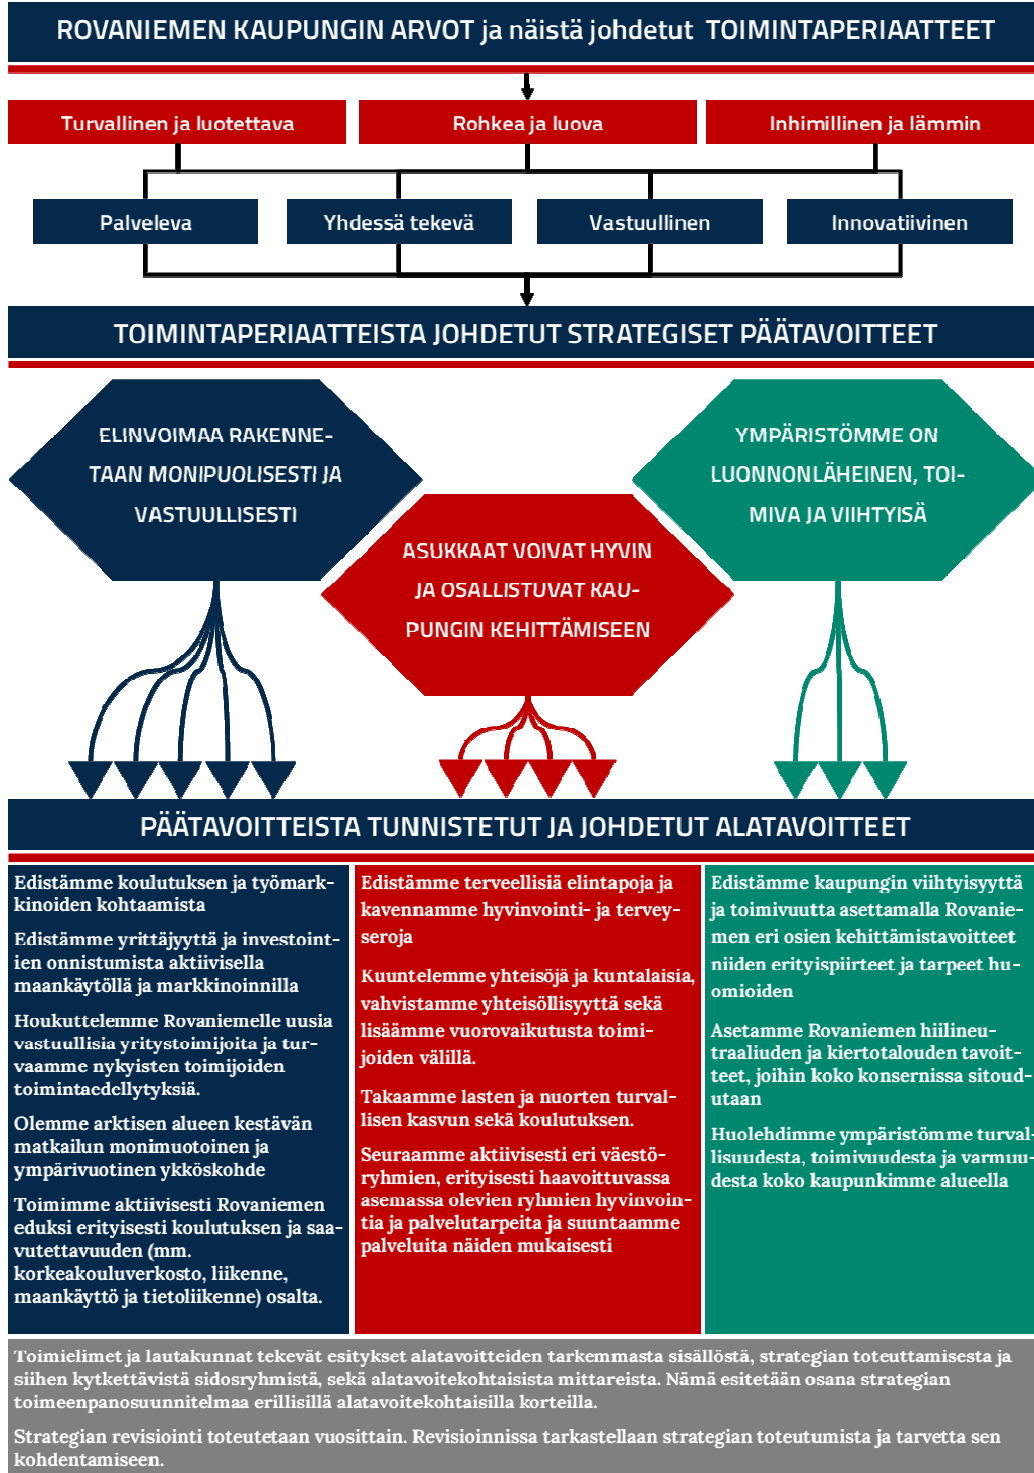 ROVANIEMEN KAUPUNGIN ARVOT ja näistä johdetut TOIMINTAPERIAATTEET
Turvallinen ja luotettava
Rohkea ja luova
Inhimillinen ja lämmin
Palveleva
Yhdessä tekevä
Vastuullinen
Innovatiivinen
TOIMINTAPERIAATTEISTA JOHDETUT STRATEGISET PÄÄTAVOITTEET
ELINVOIMAA RAKENNE-
TAAN MONIPUOLISESTI JA
VASTUULLISESTI
ASUKKAAT VOIVAT HYVIN
JA OSALLISTUVAT KAU-
PUNGIN KEHITTÄMISEEN
YMPÄRISTÖMME ON
LUONNONLÄHEINEN, TOI-
MIVA JA VIIHTYISÄ
PÄÄTAVOITTEISTA TUNNISTETUT JA JOHDETUT ALATAVOITTEET
Edistämme koulutuksen ja työmark-
kinoiden kohtaamista
Edistämme yrittäjyyttä ja investoint-
ien onnistumista aktiivisella
maankäytöllä ja markkinoinnilla
Houkuttelemme Rovaniemelle uusia
vastuullisia yritystoimijoita ja tur-
vaamme nykyisten toimijoiden
toimintaedellytyksiä.
Olemme arktisen alueen kestävän
matkailun monimuotoinen ja
ympärivuotinen ykköskohde
Toimimme aktiivisesti Rovaniemen
eduksi erityisesti koulutuksen ja saa-
vutettavuuden (mm.
korkeakouluverkosto, liikenne,
maankäyttö ja tietoliikenne) osalta.
Edistämme terveellisiä elintapoja ja
kavennamme hyvinvointi- ja tervey-
seroja
Kuuntelemme yhteisöjä ja kuntalaisia,
vahvistamme yhteisöllisyyttä sekä
lisäämme vuorovaikutusta toimi-
joiden välillä.
Takaamme lasten ja nuorten turval-
lisen kasvun sekä koulutuksen.
Seuraamme aktiivisesti eri väestö-
ryhmien, erityisesti haavoittuvassa
asemassa olevien ryhmien hyvinvoin-
tia ja palvelutarpeita ja suuntaamme
palveluita näiden mukaisesti
Edistämme kaupungin viihtyisyyttä
ja toimivuutta asettamalla Rovanie-
men eri osien kehittämistavoitteet
niiden erityispiirteet ja tarpeet hu-
omioiden
Asetamme Rovaniemen hiilineu-
traaliuden ja kiertotalouden tavoit-
teet, joihin koko konsernissa sitoud-
utaan
Huolehdimme ympäristömme turval-
lisuudesta, toimivuudesta ja varmuu-
desta koko kaupunkimme alueella
Toimielimet ja lautakunnat tekevät esitykset alatavoitteiden tarkemmasta sisällöstä, strategian toteuttamisesta ja
siihen kytkettävistä sidosryhmistä, sekä alatavoitekohtaisista mittareista. Nämä esitetään osana strategian
toimeenpanosuunnitelmaa erillisillä alatavoitekohtaisilla korteilla.
Strategian revisiointi toteutetaan vuosittain. Revisioinnissa tarkastellaan strategian toteutumista ja tarvetta sen
kohdentamiseen.